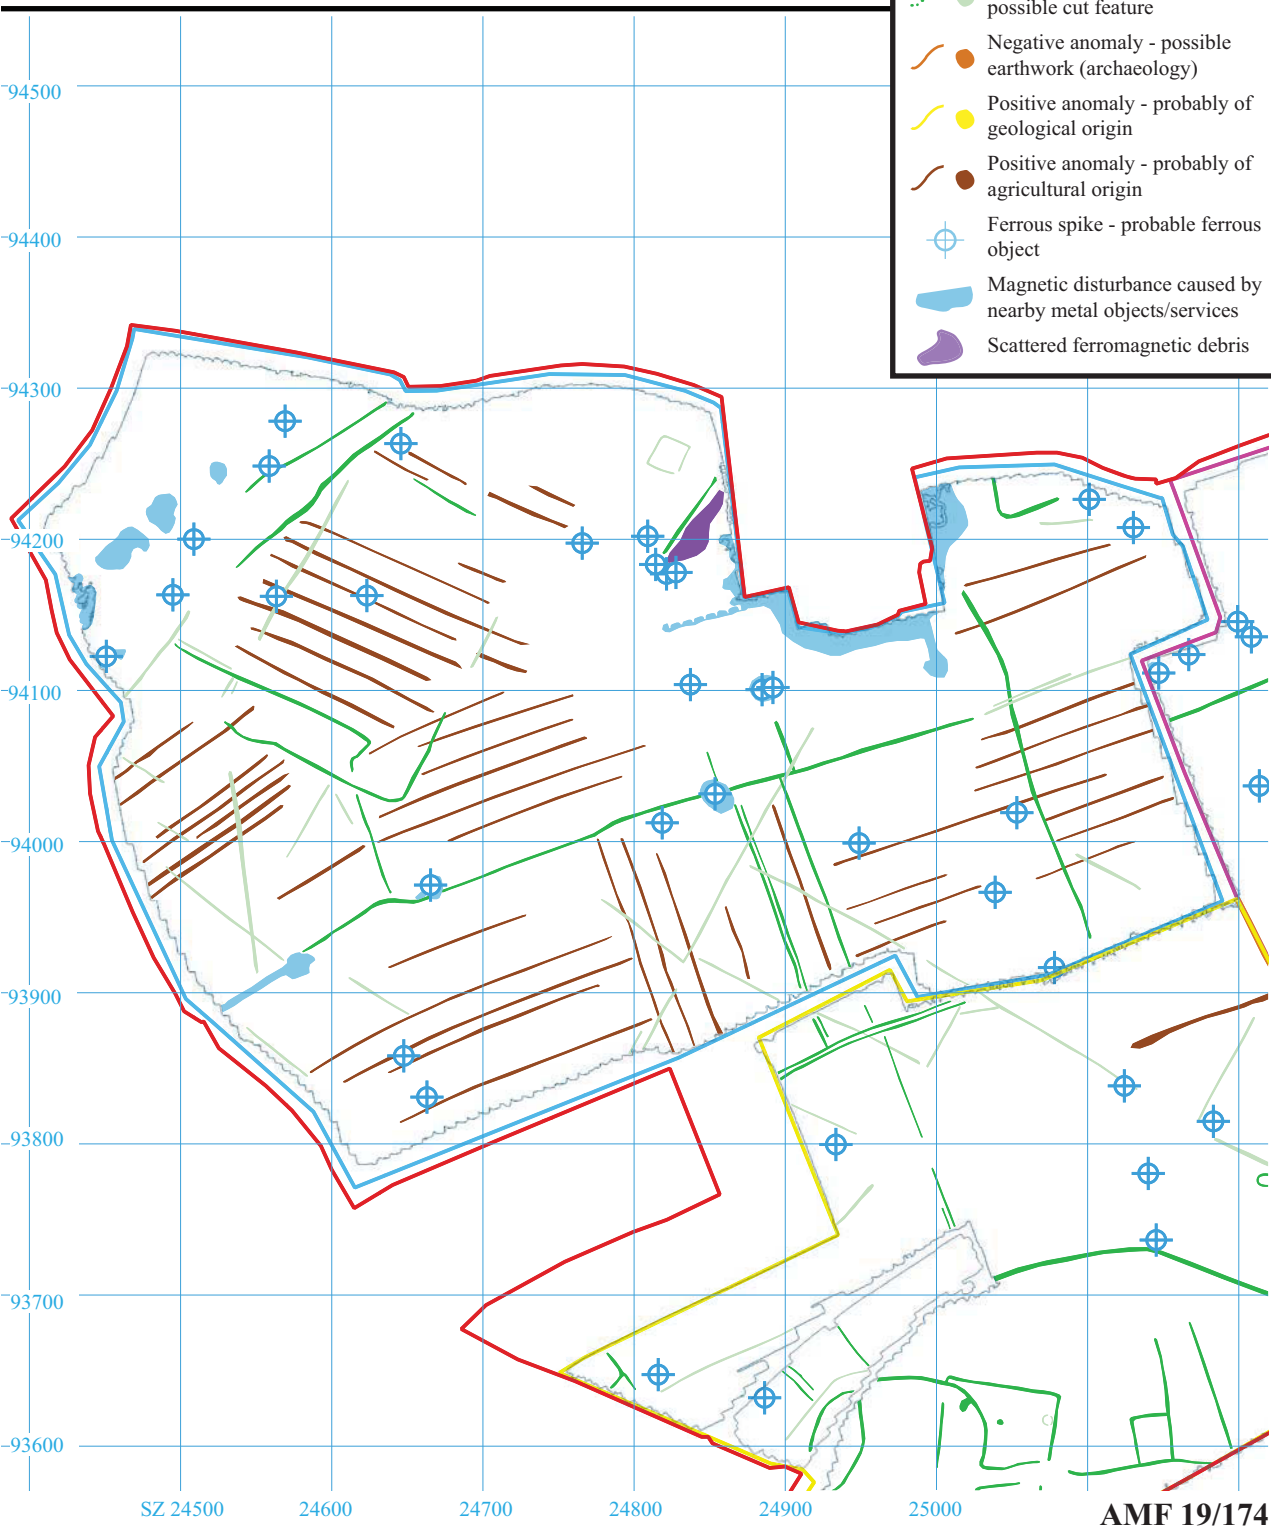 possible cut feature
Negative anomaly - possible
earthwork (archaeology)
Positive anomaly - probably of
geological origin
Positive anomaly - probably of
agricultural origin
Ferrous spike - probable ferrous
object
Magnetic disturbance caused by
nearby metal objects/services
Scattered ferromagnetic debris
94500
94400
94300
94200
94100
94000
93900
93800
93700
93600
SZ 24500 24600 24700 24800 24900 25000
AMF 19/174